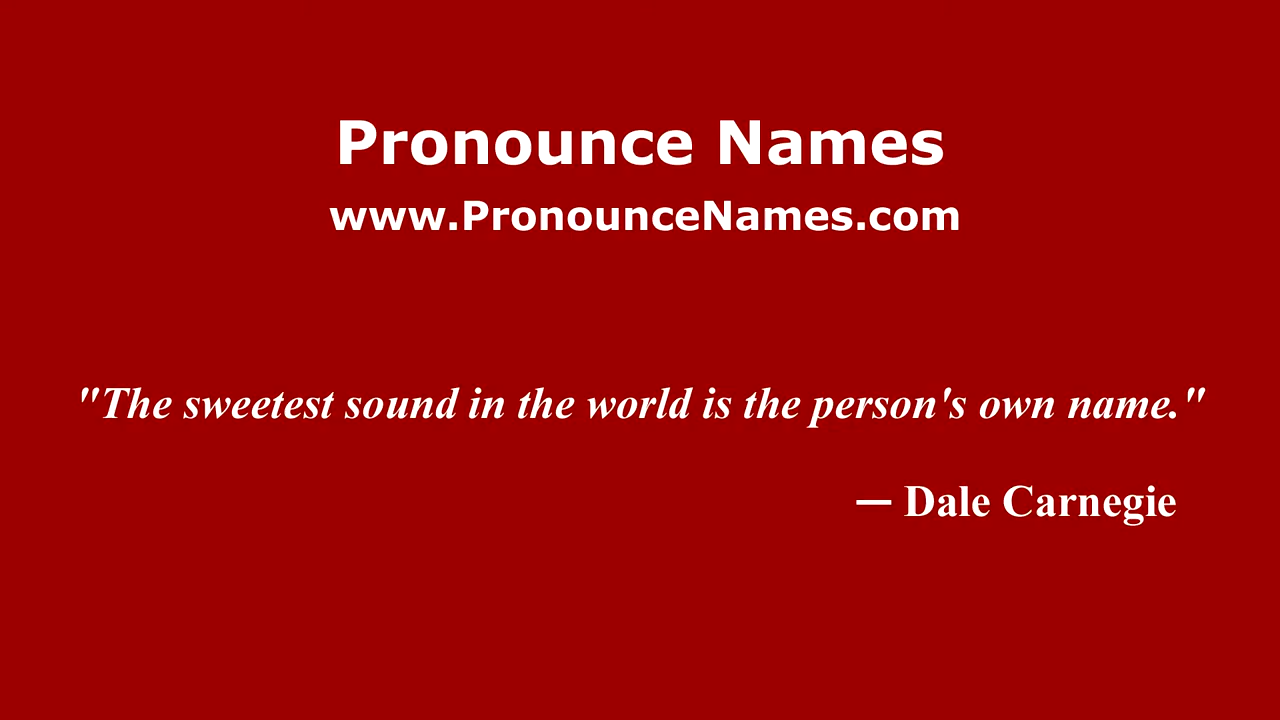 Pronounce Names
www.PronounceNames.com
"The sweetest sound in the world is the person's own name."
— Dale Carnegie